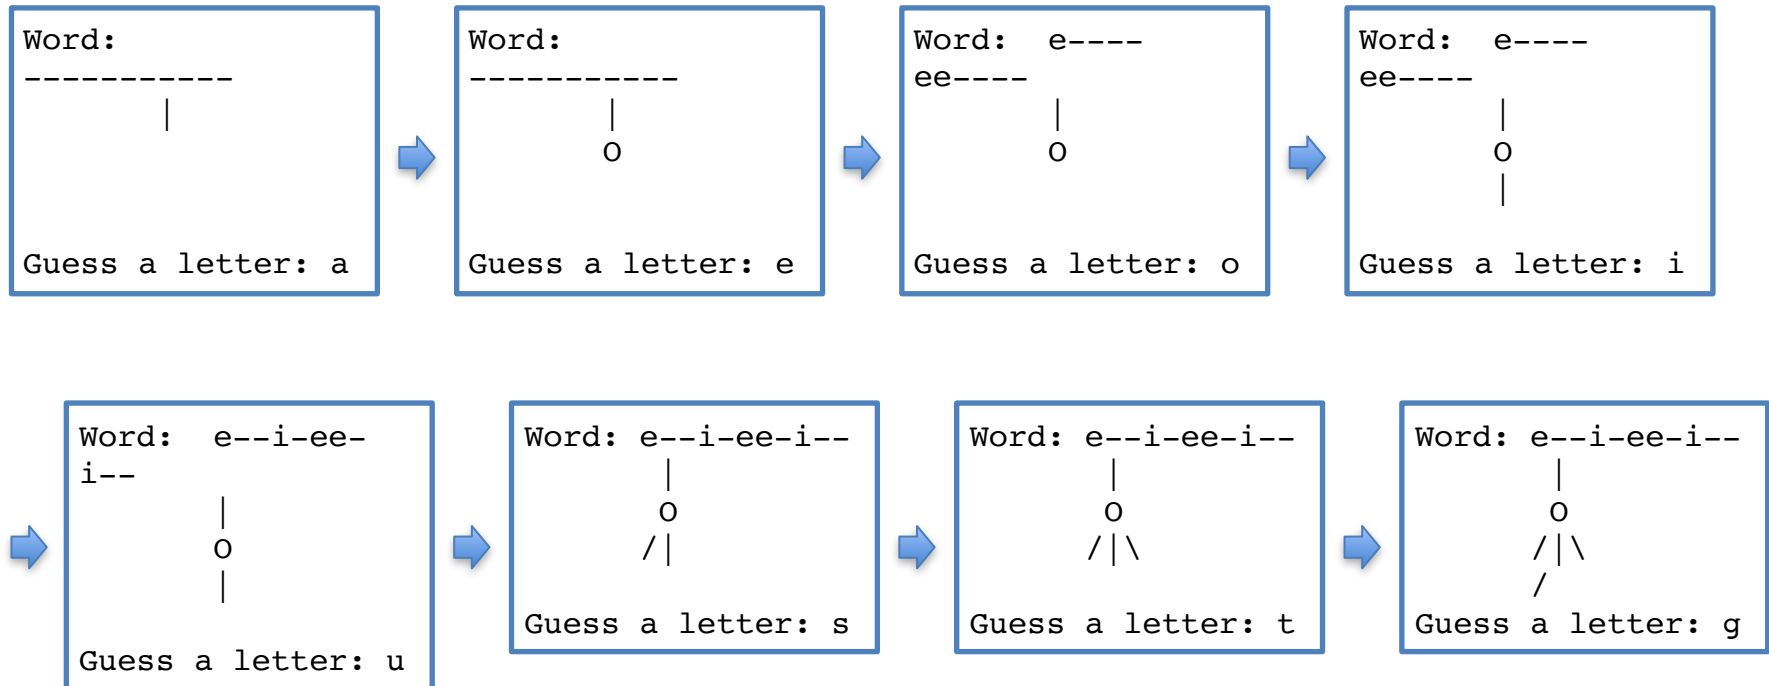 Word:
-----------
|
Guess a letter: a
Word:
-----------
|
O
Guess a letter: e
Word:  e----
ee----
|
O
Guess a letter: o
Word:  e----
ee----
|
O
|
Guess a letter: i
Word:  e--i-ee-
i--
|
O
|
Guess a letter: u
Word: e--i-ee-i--
|
O
/|
Guess a letter: s
Word: e--i-ee-i--
|
O
/|\
Guess a letter: t
Word: e--i-ee-i--
|
O
/|\
/
Guess a letter: g